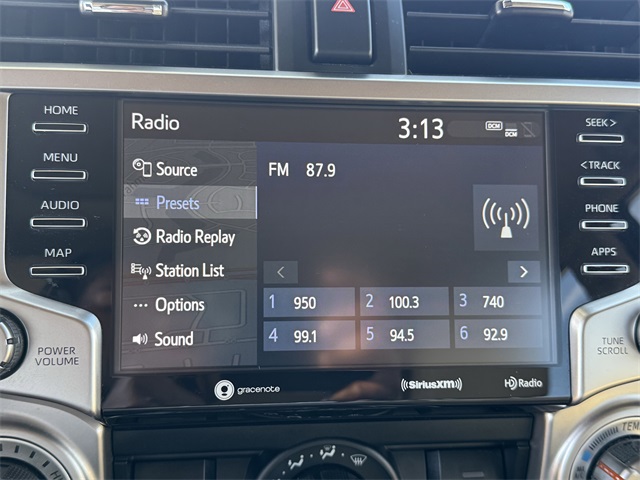 HOME
MENU
AUDIO
MAP
POWER
VOLUME
Radio
3:13
DCM
DCM
Source
Presets
Radio Replay
Station List
Options
Sound
FM 87.9
1 950
2 100.3
3 740
4 99.1
5 94.5
6 92.9
gracenote
((SiriusXM))
HD Radio
SEEK >
< TRACK
PHONE
APPS
TUNE
SCROLL